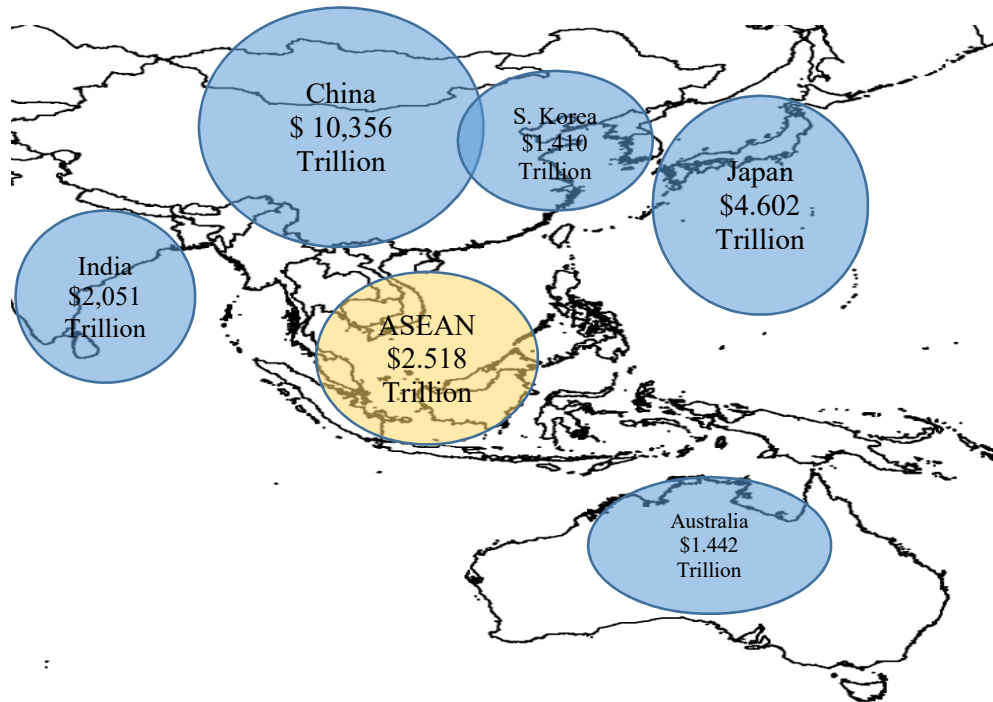 China
$ 10,356
Trillion
S. Korea
$1.410
Trillion
Japan
$4.602
Trillion
India
$2,051
Trillion
ASEAN
$2.518
Trillion
Australia
$1.442
Trillion